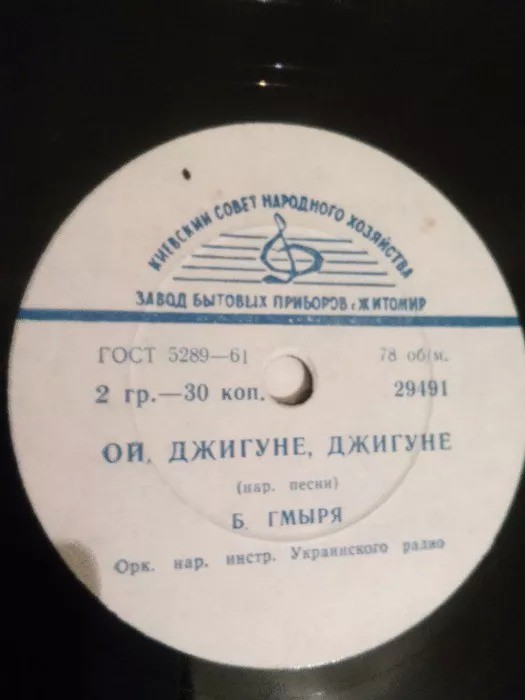 КИЕВСКИЙ СОВЕТ НАРОДНОГО ХОЗЯЙСТВА
ЗАВОД БЫТОВЫХ ПРИБОРОВ г. ЖИТОМИР
ГОСТ 5289—61 78 об/м.
2 гр.—30 коп. 29491
ОЙ, ДЖИГУНЕ, ДЖИГУНЕ
(нар. песни)
Б. ГМЫРЯ
Орк. нар. инстр. Украинского радио